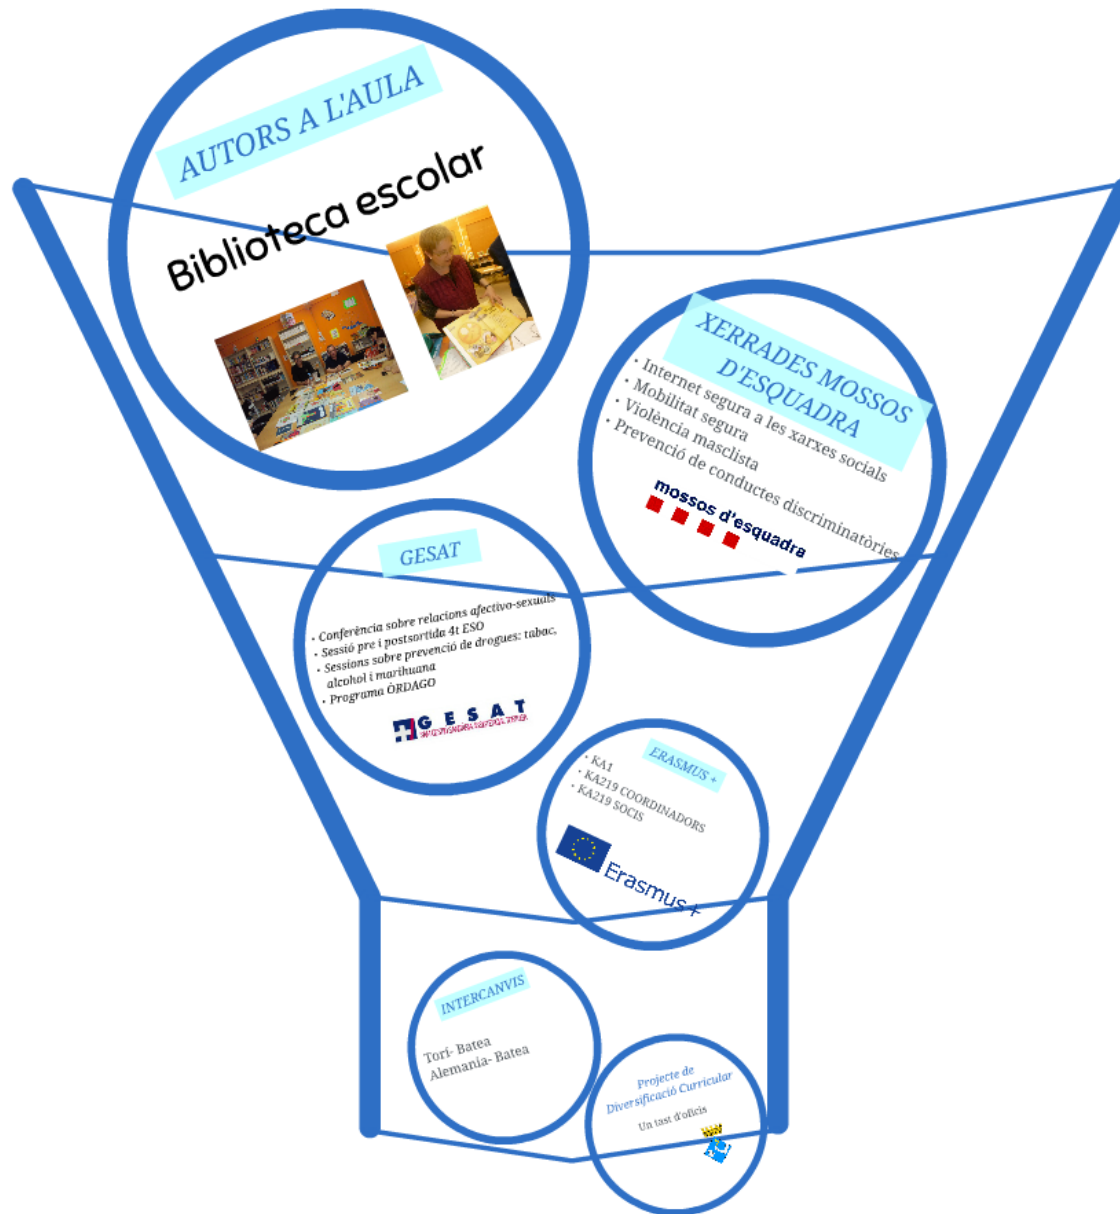 AUTORS A L'AULA
Biblioteca escolar
XERRADES MOSSOS
D'ESQUADRA
• Internet segura a les xarxes socials
• Mobilitat segura
• Violència masclista
• Prevenció de conductes discriminatòries
mossos d'esquadra
GESAT
• Conferència sobre relacions afectivo-sexuals
• Sessió pre i postsortida 4t ESO
• Sessions sobre prevenció de drogues: tabac,
alcohol i marihuana
• Programa ÒRDAGO
GESAT
ERASMUS +
• KA1
• KA219 COORDINADORS
• KA219 SOCIS
Erasmus+
INTERCANVIS
Torí- Batea
Alemania- Batea
Projecte de
Diversificació Curricular
Un tast d'oficis